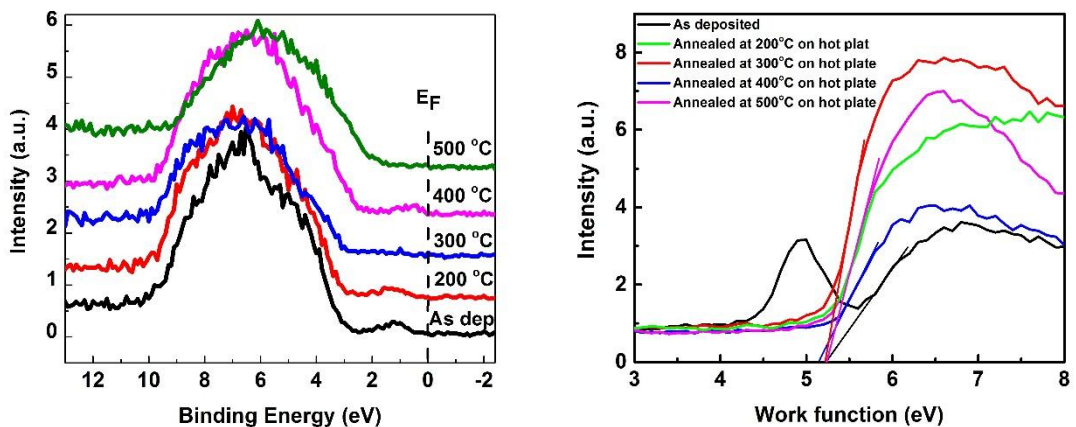 6
5
4
3
2
1
0
Intensity (a.u.)
E_F
500 °C
400 °C
300 °C
200 °C
As dep
12 10 8 6 4 2 0 -2
Binding Energy (eV)
8
6
4
2
0
Intensity (a.u.)
As deposited
Annealed at 200°C on hot plat
Annealed at 300°C on hot plate
Annealed at 400°C on hot plate
Annealed at 500°C on hot plate
3 4 5 6 7 8
Work function (eV)